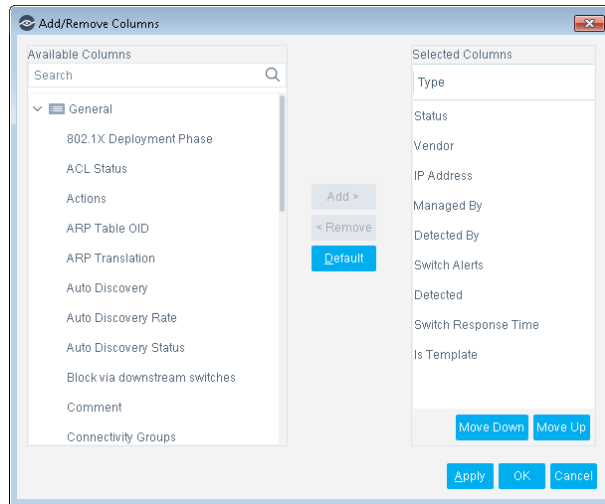 Add/Remove Columns
Available Columns
Search
General
802.1X Deployment Phase
ACL Status
Actions
ARP Table OID
ARP Translation
Auto Discovery
Auto Discovery Rate
Auto Discovery Status
Block via downstream switches
Comment
Connectivity Groups
Add >
< Remove
Default
Selected Columns
Type
Status
Vendor
IP Address
Managed By
Detected By
Switch Alerts
Detected
Switch Response Time
Is Template
Move Down Move Up
Apply OK Cancel